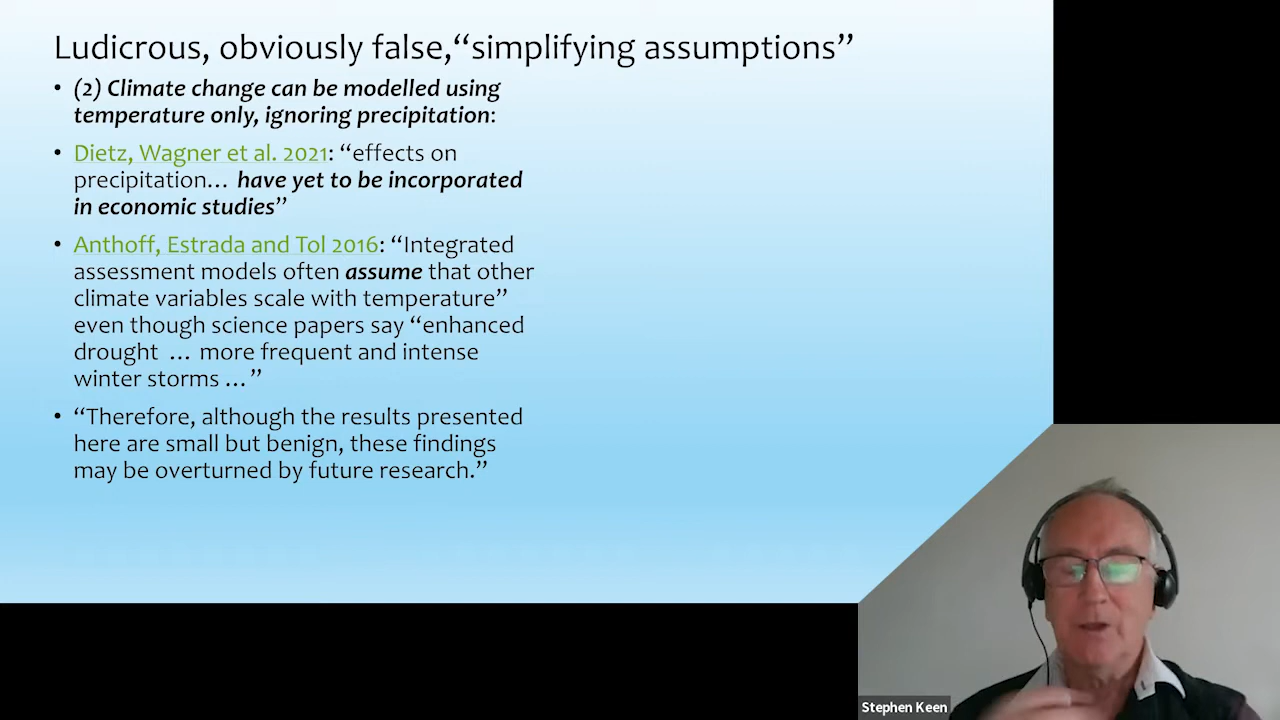 Ludicrous, obviously false,“simplifying assumptions”
• (2) Climate change can be modelled using
temperature only, ignoring precipitation:
• Dietz, Wagner et al. 2021: “effects on
precipitation… have yet to be incorporated
in economic studies”
• Anthoff, Estrada and Tol 2016: “Integrated
assessment models often assume that other
climate variables scale with temperature”
even though science papers say “enhanced
drought … more frequent and intense
winter storms …”
• “Therefore, although the results presented
here are small but benign, these findings
may be overturned by future research.”
Stephen Keen